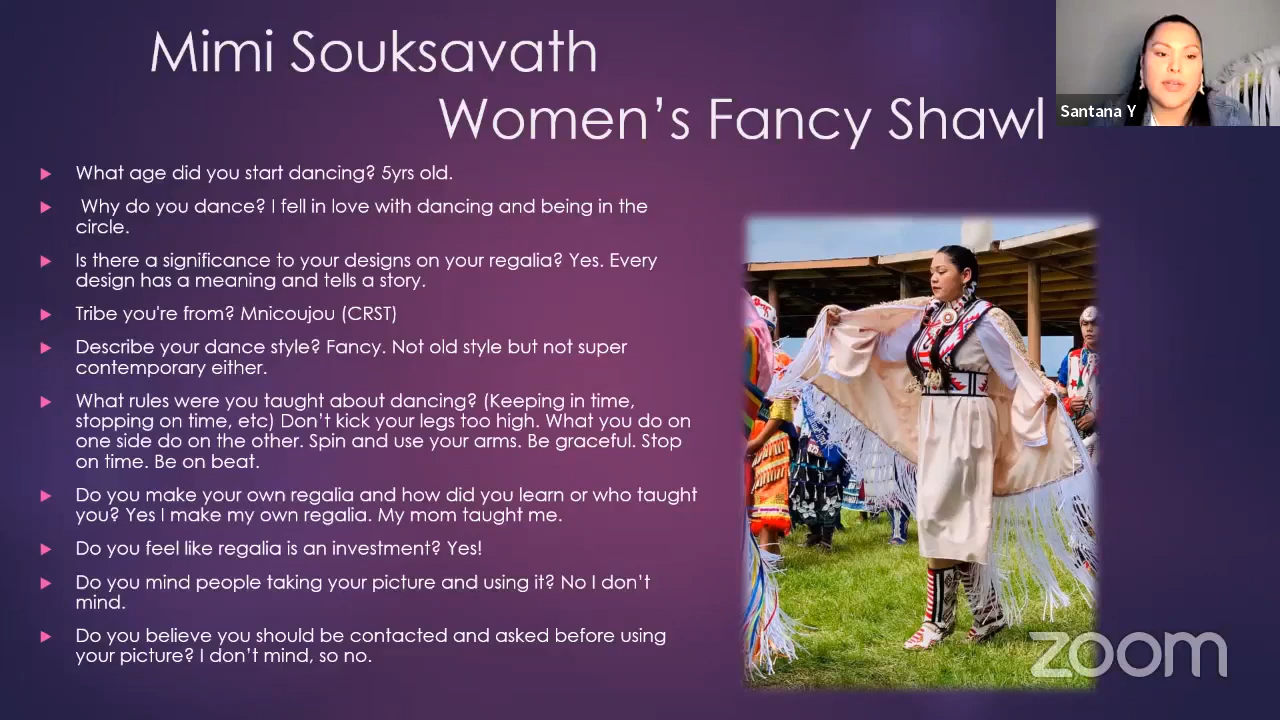 Mimi Souksavath
Women's Fancy Shawl
Santana Y
What age did you start dancing? 5yrs old.
Why do you dance? I fell in love with dancing and being in the
circle.
Is there a significance to your designs on your regalia? Yes. Every
design has a meaning and tells a story.
Tribe you're from? Mnicoujou (CRST)
Describe your dance style? Fancy. Not old style but not super
contemporary either.
What rules were you taught about dancing? (Keeping in time,
stopping on time, etc) Don't kick your legs too high. What you do on
one side do on the other. Spin and use your arms. Be graceful. Stop
on time. Be on beat.
Do you make your own regalia and how did you learn or who taught
you? Yes I make my own regalia. My mom taught me.
Do you feel like regalia is an investment? Yes!
Do you mind people taking your picture and using it? No I don't
mind.
Do you believe you should be contacted and asked before using
your picture? I don't mind, so no.
zoom